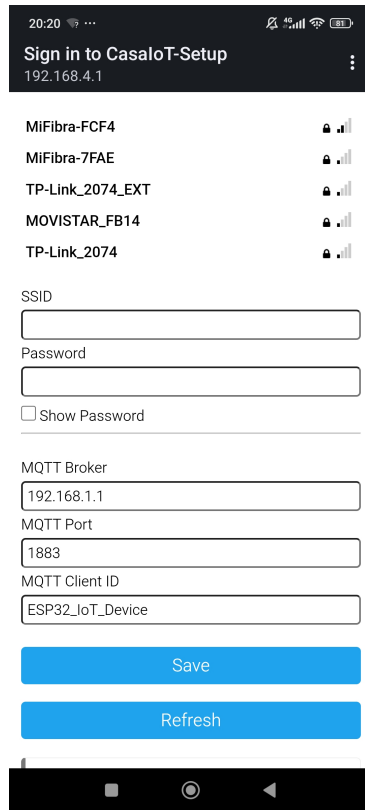 20:20 ··· 4G 81
Sign in to CasaIoT-Setup
192.168.4.1
MiFibra-FCF4
MiFibra-7FAE
TP-Link_2074_EXT
MOVISTAR_FB14
TP-Link_2074
SSID
Password
Show Password
MQTT Broker
192.168.1.1
MQTT Port
1883
MQTT Client ID
ESP32_IoT_Device
Save
Refresh